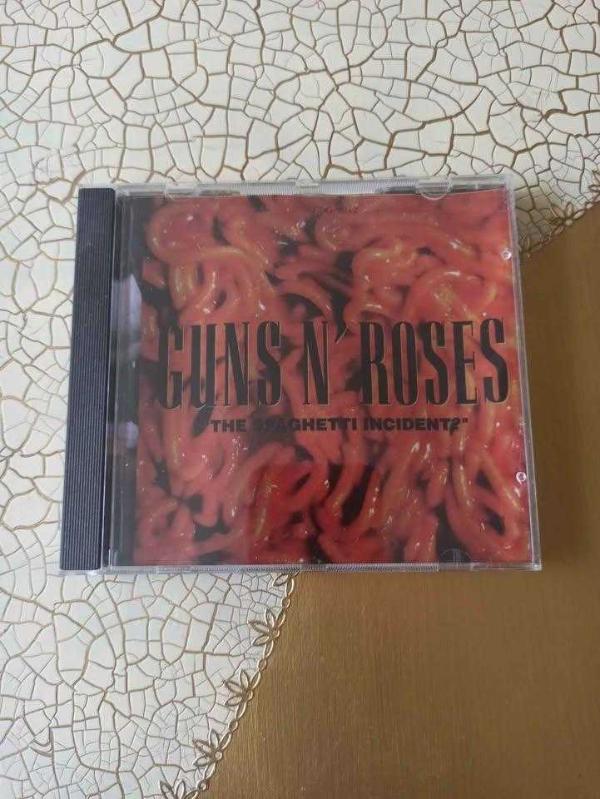 GUNS N' ROSES
"THE SPAGHETTI INCIDENT?"